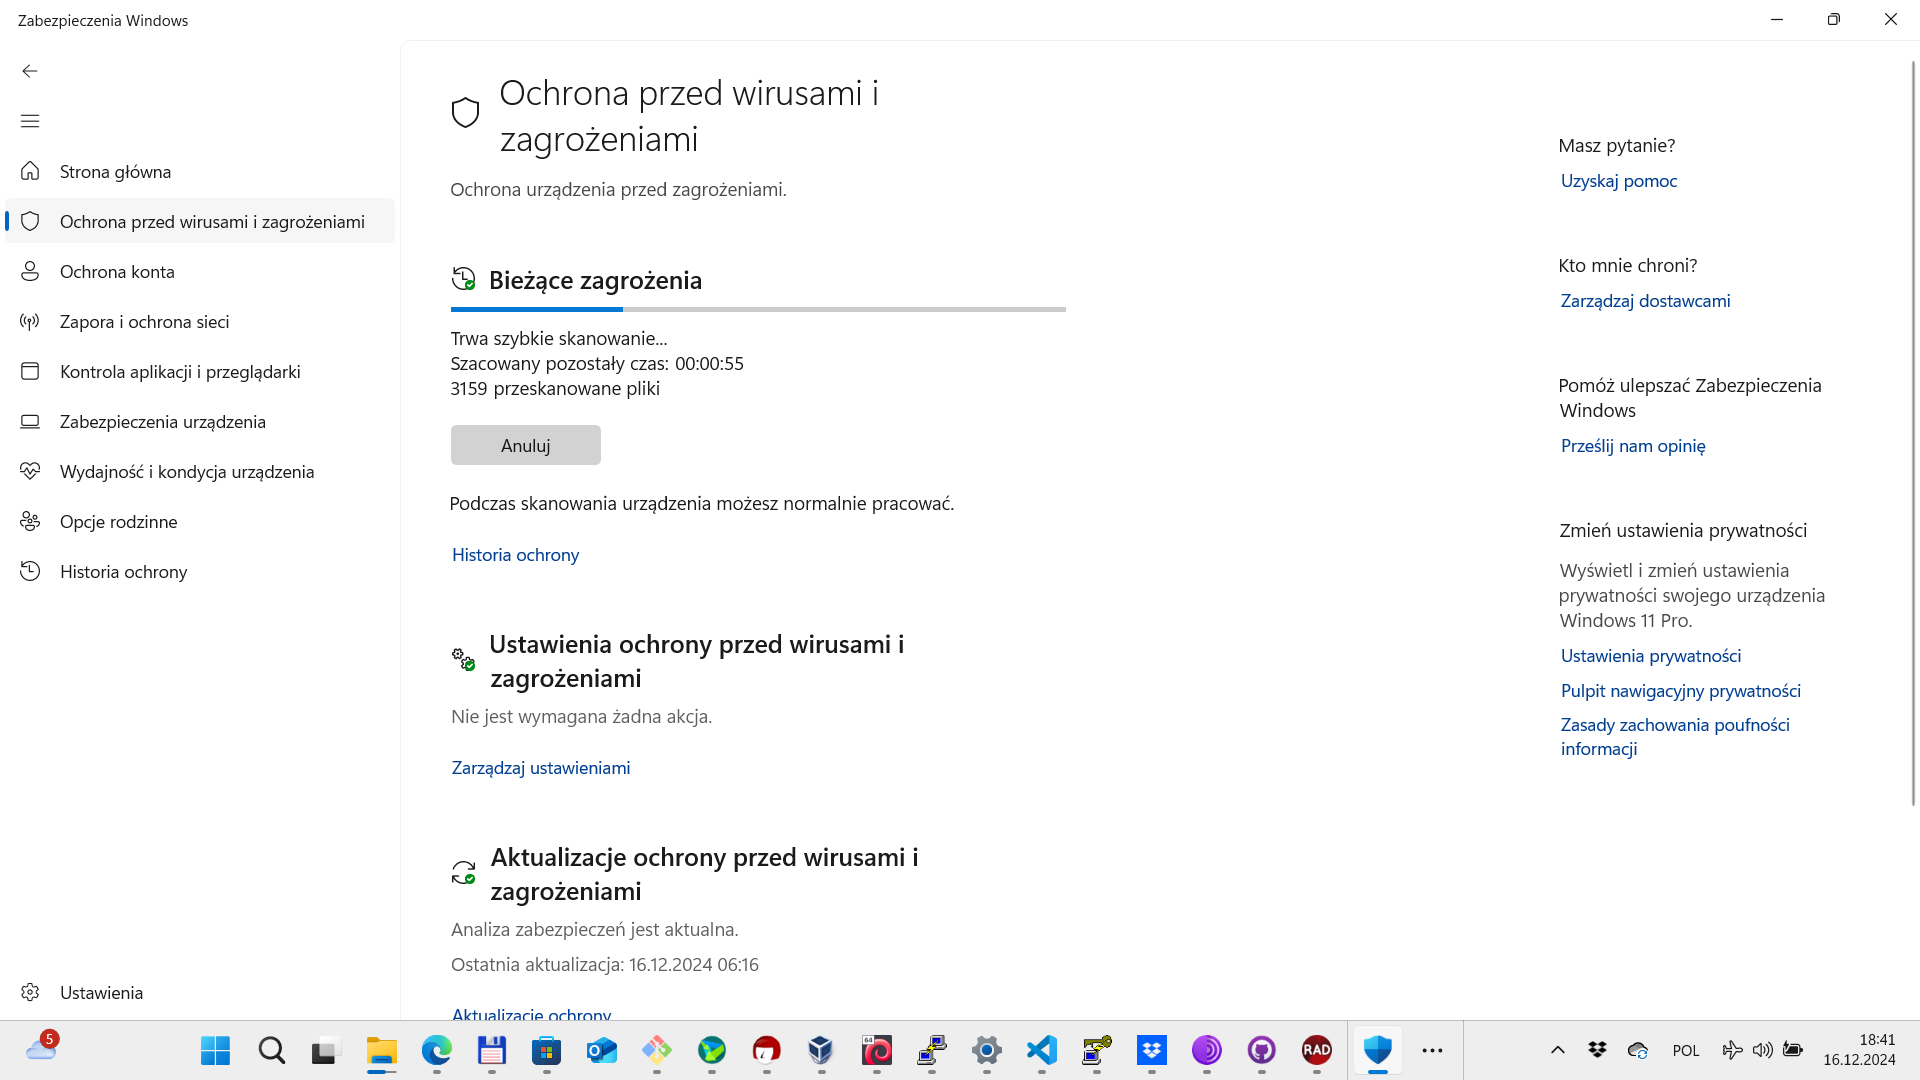 Zabezpieczenia Windows
Strona główna
Ochrona przed wirusami i zagrożeniami
Ochrona konta
Zapora i ochrona sieci
Kontrola aplikacji i przeglądarki
Zabezpieczenia urządzenia
Wydajność i kondycja urządzenia
Opcje rodzinne
Historia ochrony
Ustawienia
Ochrona przed wirusami i
zagrożeniami
Ochrona urządzenia przed zagrożeniami.
Bieżące zagrożenia
Trwa szybkie skanowanie...
Szacowany pozostały czas: 00:00:55
3159 przeskanowane pliki
Anuluj
Podczas skanowania urządzenia możesz normalnie pracować.
Historia ochrony
Ustawienia ochrony przed wirusami i
zagrożeniami
Nie jest wymagana żadna akcja.
Zarządzaj ustawieniami
Aktualizacje ochrony przed wirusami i
zagrożeniami
Analiza zabezpieczeń jest aktualna.
Ostatnia aktualizacja: 16.12.2024 06:16
Aktualizacje ochrony
Masz pytanie?
Uzyskaj pomoc
Kto mnie chroni?
Zarządzaj dostawcami
Pomóż ulepszać Zabezpieczenia
Windows
Prześlij nam opinię
Zmień ustawienia prywatności
Wyświetl i zmień ustawienia
prywatności swojego urządzenia
Windows 11 Pro.
Ustawienia prywatności
Pulpit nawigacyjny prywatności
Zasady zachowania poufności
informacji
5
64
RAD
POL
18:41
16.12.2024